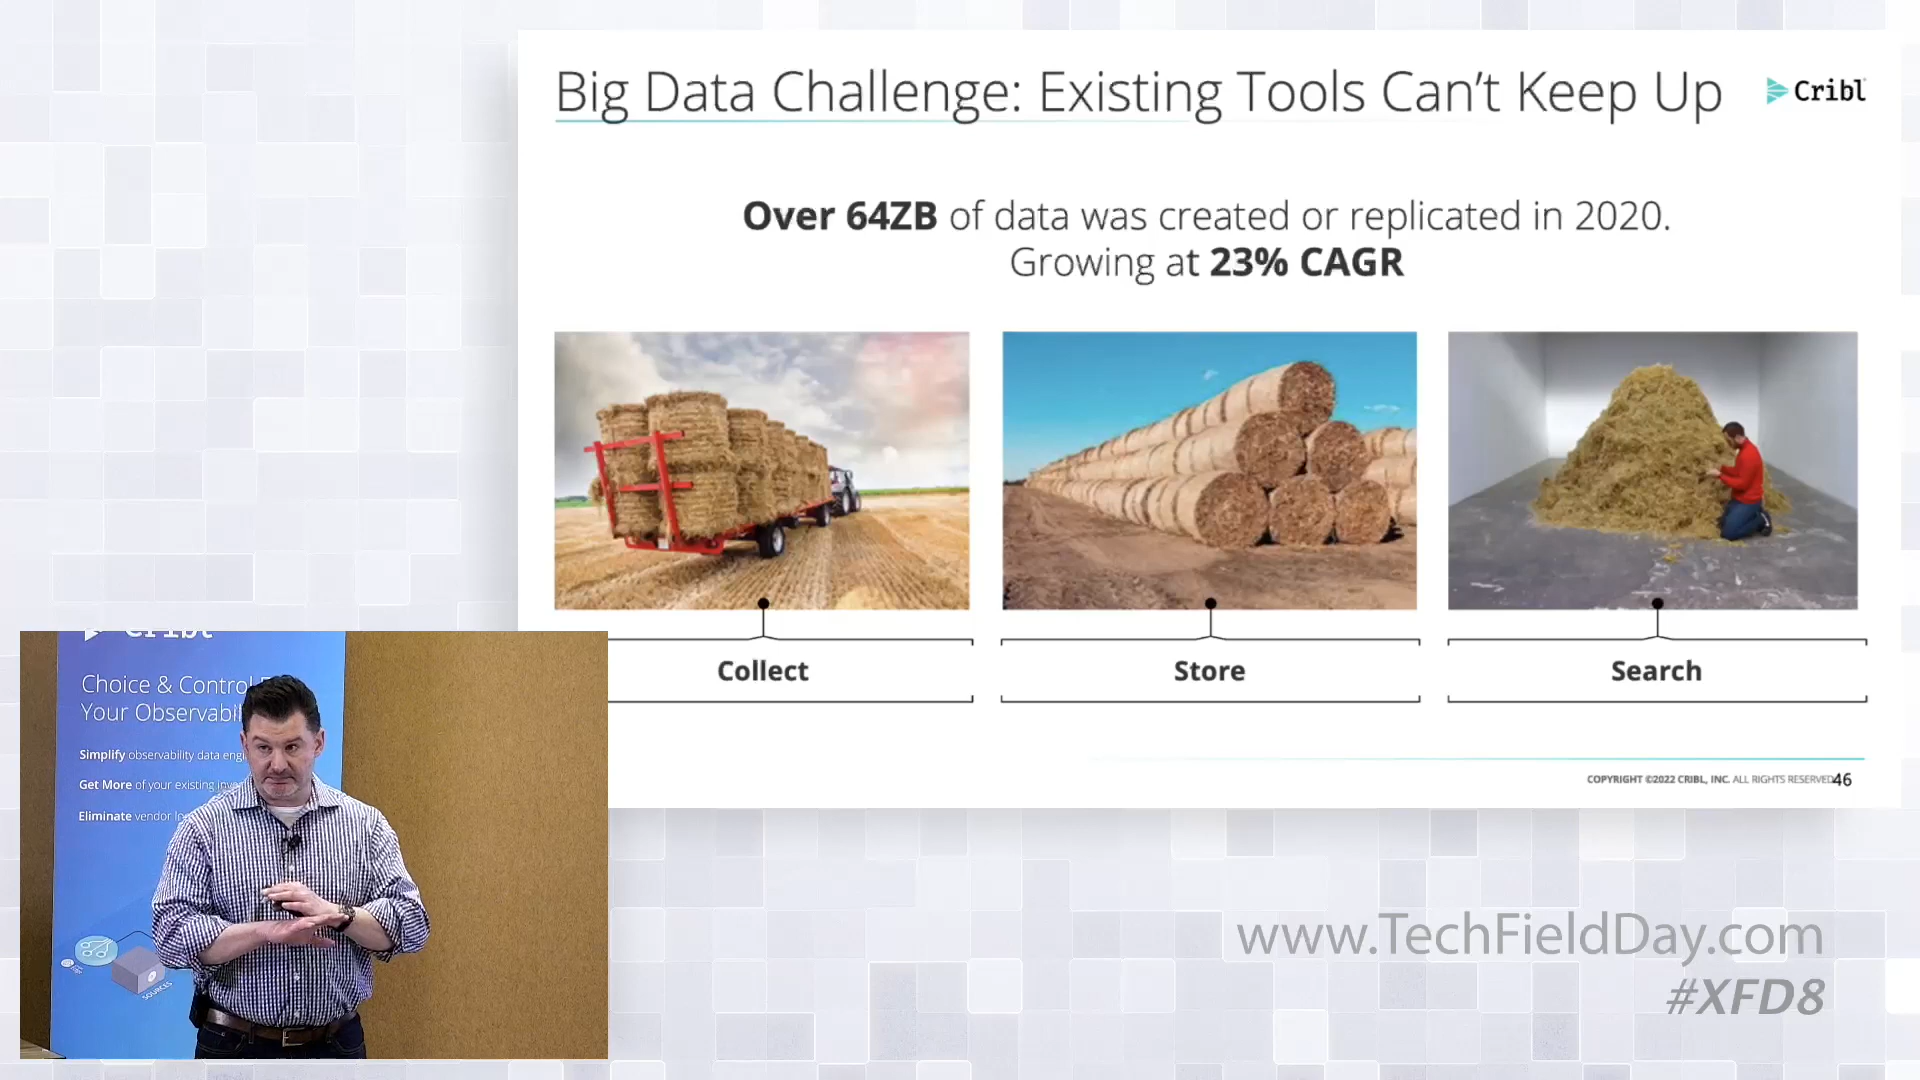 Big Data Challenge: Existing Tools Can't Keep Up
Cribl
Over 64ZB of data was created or replicated in 2020.
Growing at 23% CAGR
Collect
Store
Search
COPYRIGHT ©2022 CRIBL, INC. ALL RIGHTS RESERVED
46
Cribl
Choice & Control
Your
Simplify observability data
Get More of your existing
Eliminate vendor
SOURCES
www.TechFieldDay.com
#XFD8